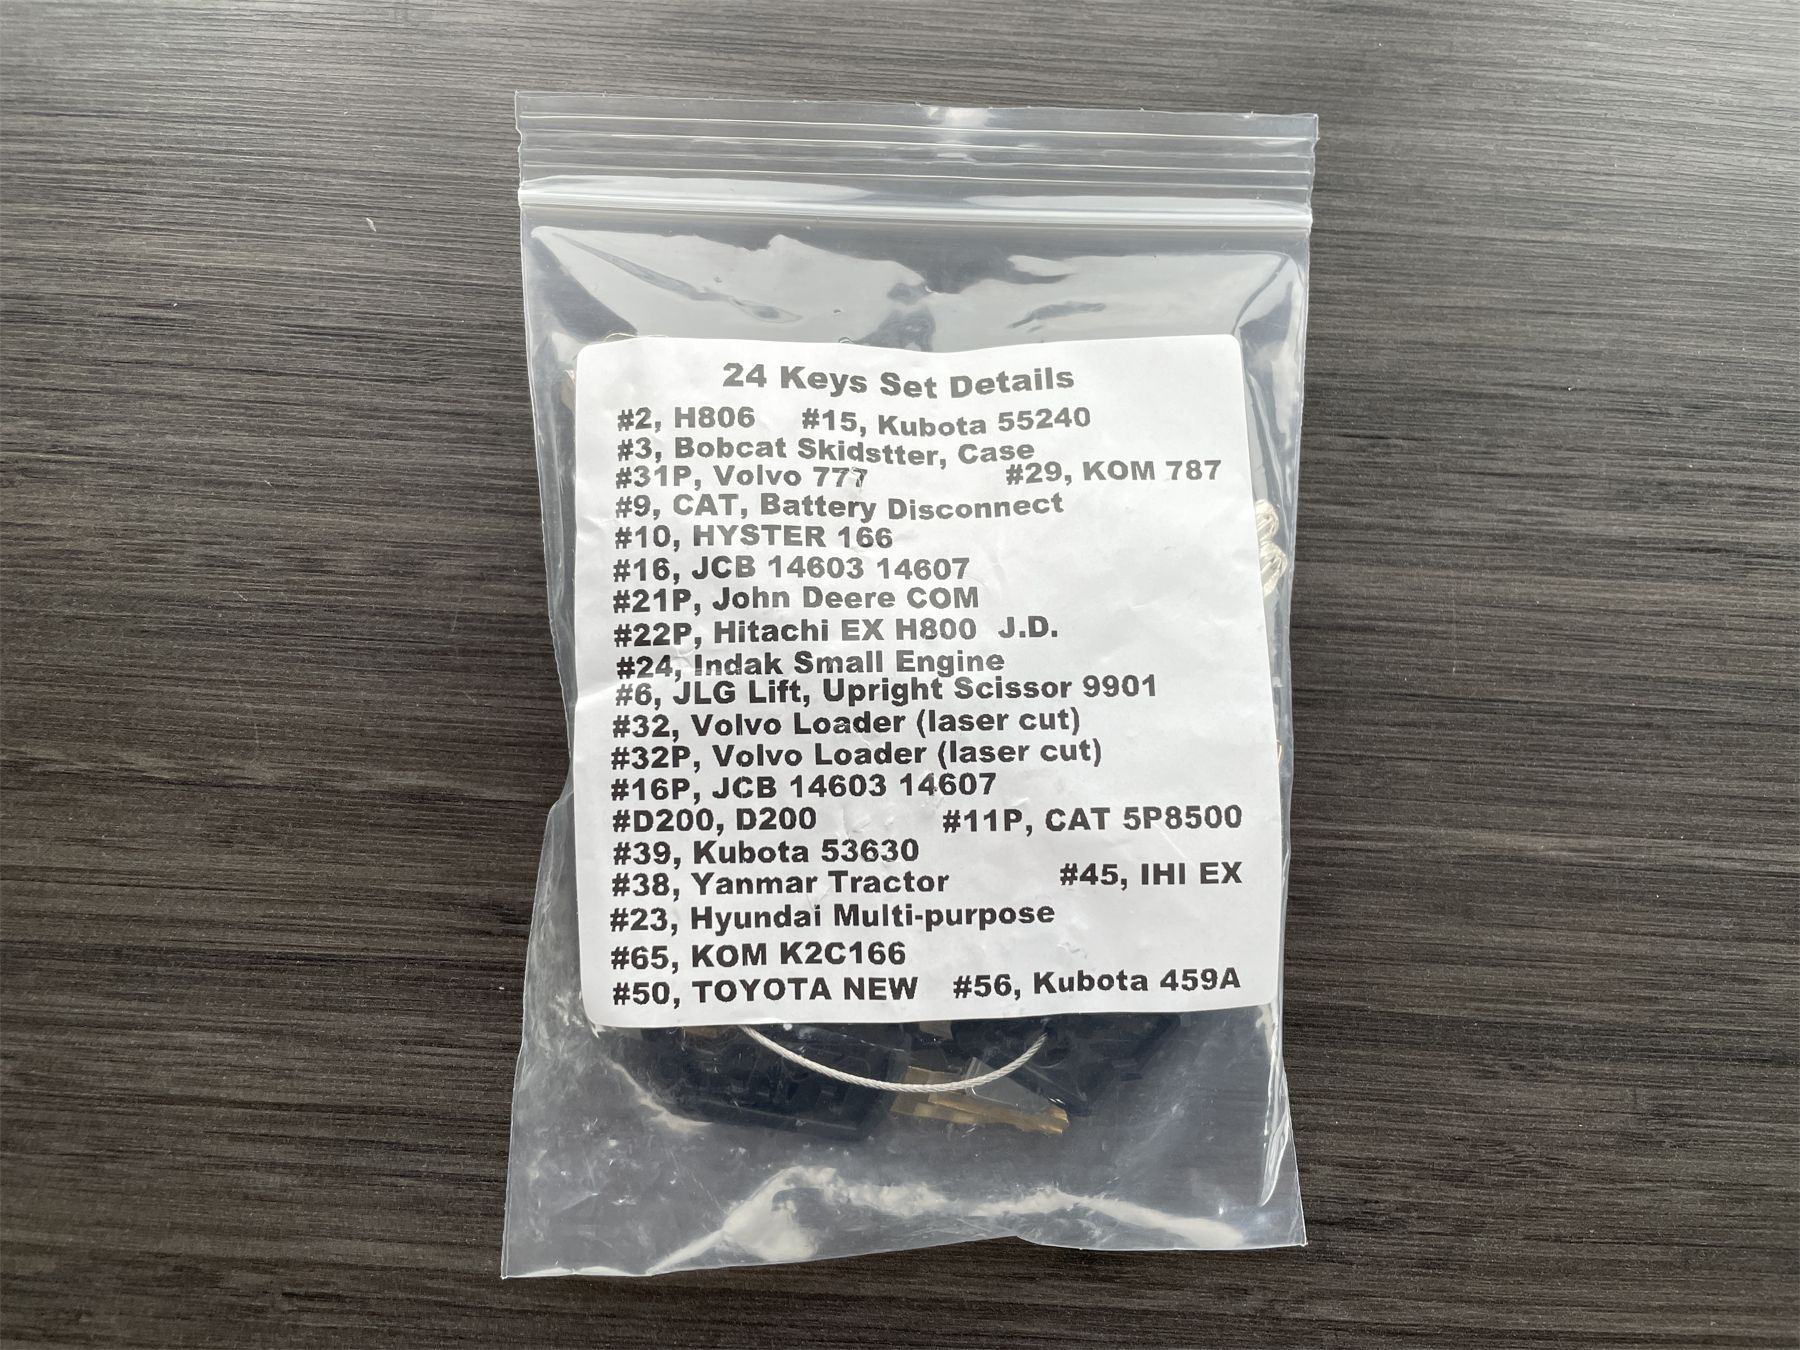 24 Keys Set Details
#2, H806 #15, Kubota 55240
#3, Bobcat Skidstter, Case
#31P, Volvo 777 #29, KOM 787
#9, CAT, Battery Disconnect
#10, HYSTER 166
#16, JCB 14603 14607
#21P, John Deere COM
#22P, Hitachi EX H800 J.D.
#24, Indak Small Engine
#6, JLG Lift, Upright Scissor 9901
#32, Volvo Loader (laser cut)
#32P, Volvo Loader (laser cut)
#16P, JCB 14603 14607
#D200, D200 #11P, CAT 5P8500
#39, Kubota 53630
#38, Yanmar Tractor #45, IHI EX
#23, Hyundai Multi-purpose
#65, KOM K2C166
#50, TOYOTA NEW #56, Kubota 459A